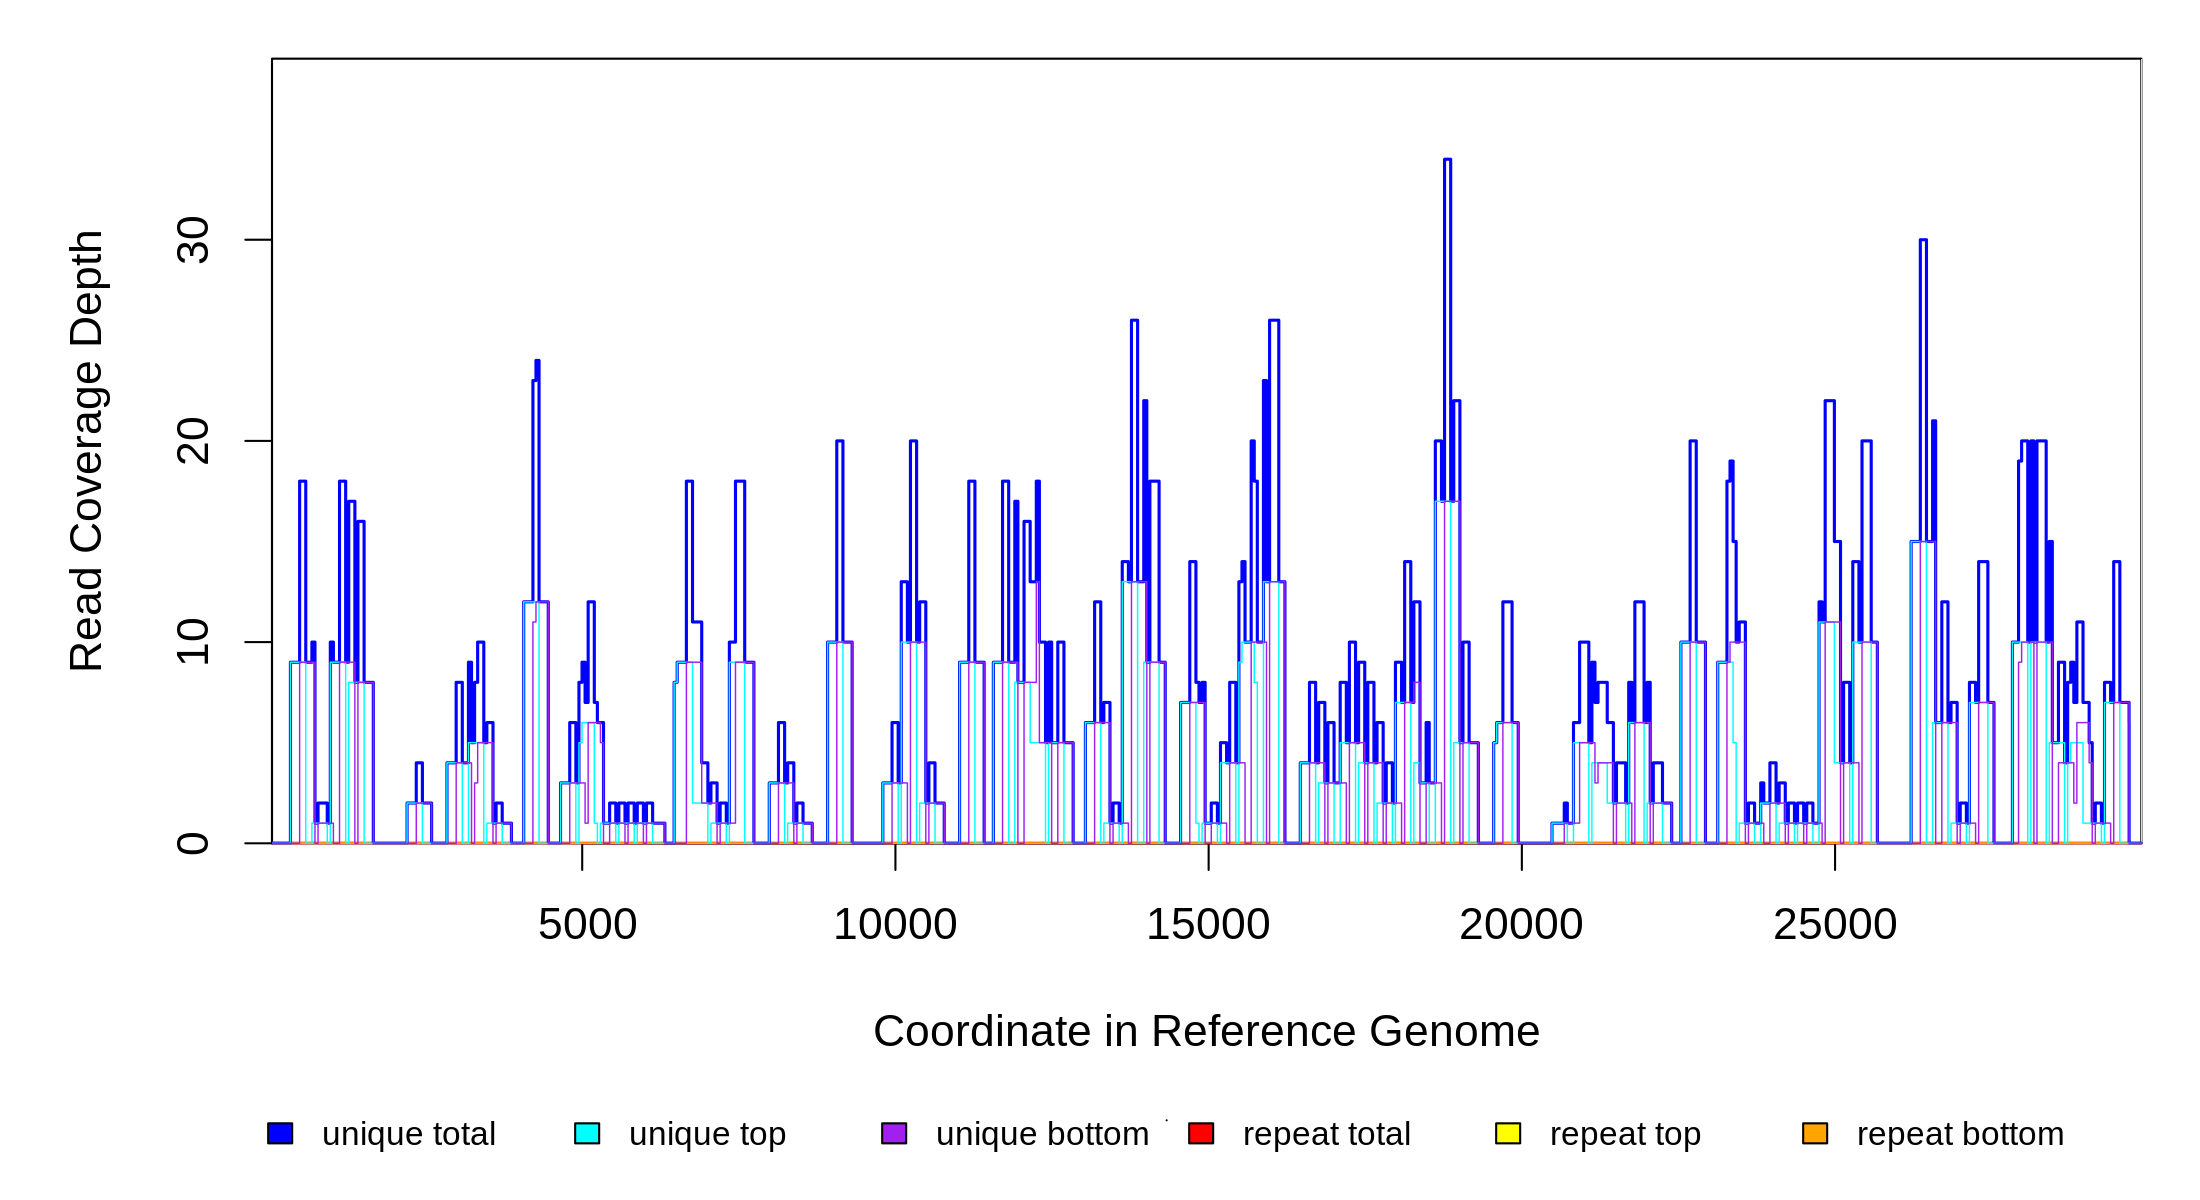 Read Coverage Depth
30
20
10
0
5000 10000 15000 20000 25000
Coordinate in Reference Genome
unique total unique top unique bottom repeat total repeat top repeat bottom